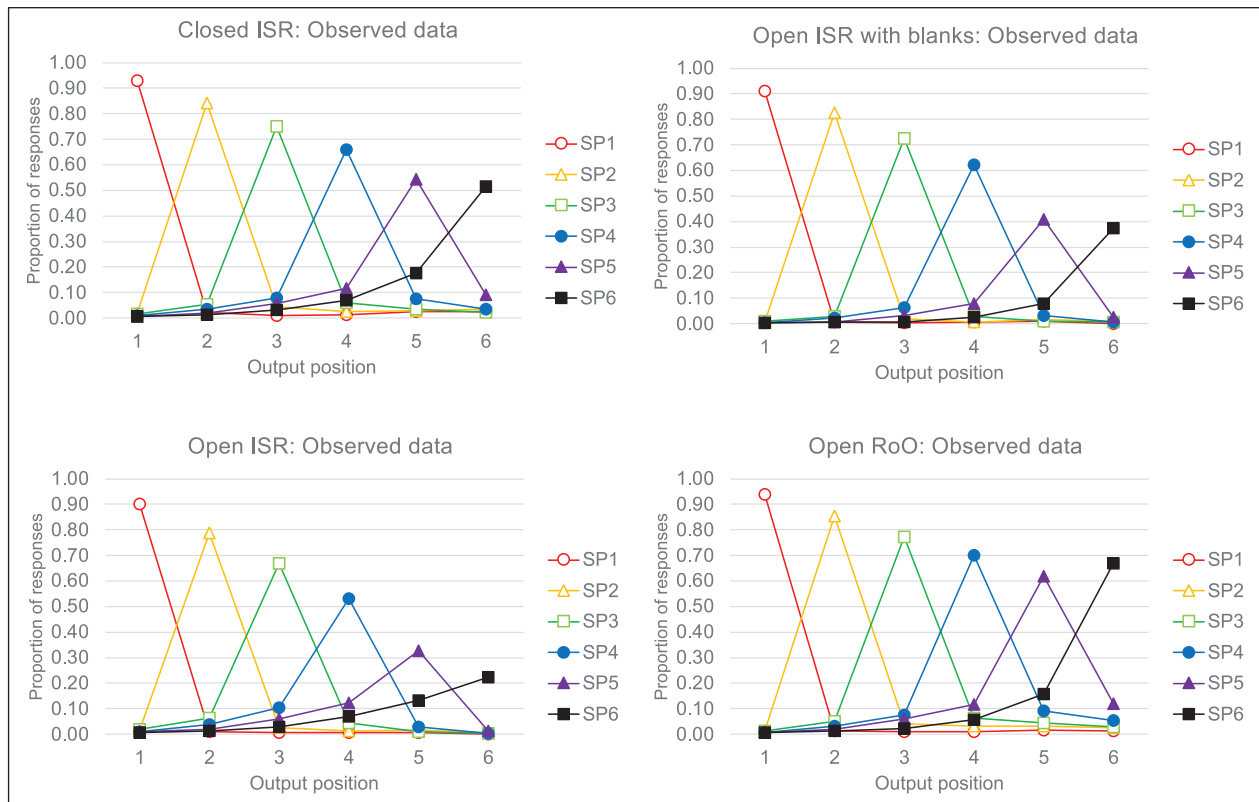 Closed ISR: Observed data
Proportion of responses
1.00
0.90
0.80
0.70
0.60
0.50
0.40
0.30
0.20
0.10
0.00
1 2 3 4 5 6
Output position
SP1
SP2
SP3
SP4
SP5
SP6
Open ISR with blanks: Observed data
Proportion of responses
1.00
0.90
0.80
0.70
0.60
0.50
0.40
0.30
0.20
0.10
0.00
1 2 3 4 5 6
Output position
SP1
SP2
SP3
SP4
SP5
SP6
Open ISR: Observed data
Proportion of responses
1.00
0.90
0.80
0.70
0.60
0.50
0.40
0.30
0.20
0.10
0.00
1 2 3 4 5 6
Output position
SP1
SP2
SP3
SP4
SP5
SP6
Open RoO: Observed data
Proportion of responses
1.00
0.90
0.80
0.70
0.60
0.50
0.40
0.30
0.20
0.10
0.00
1 2 3 4 5 6
Output position
SP1
SP2
SP3
SP4
SP5
SP6